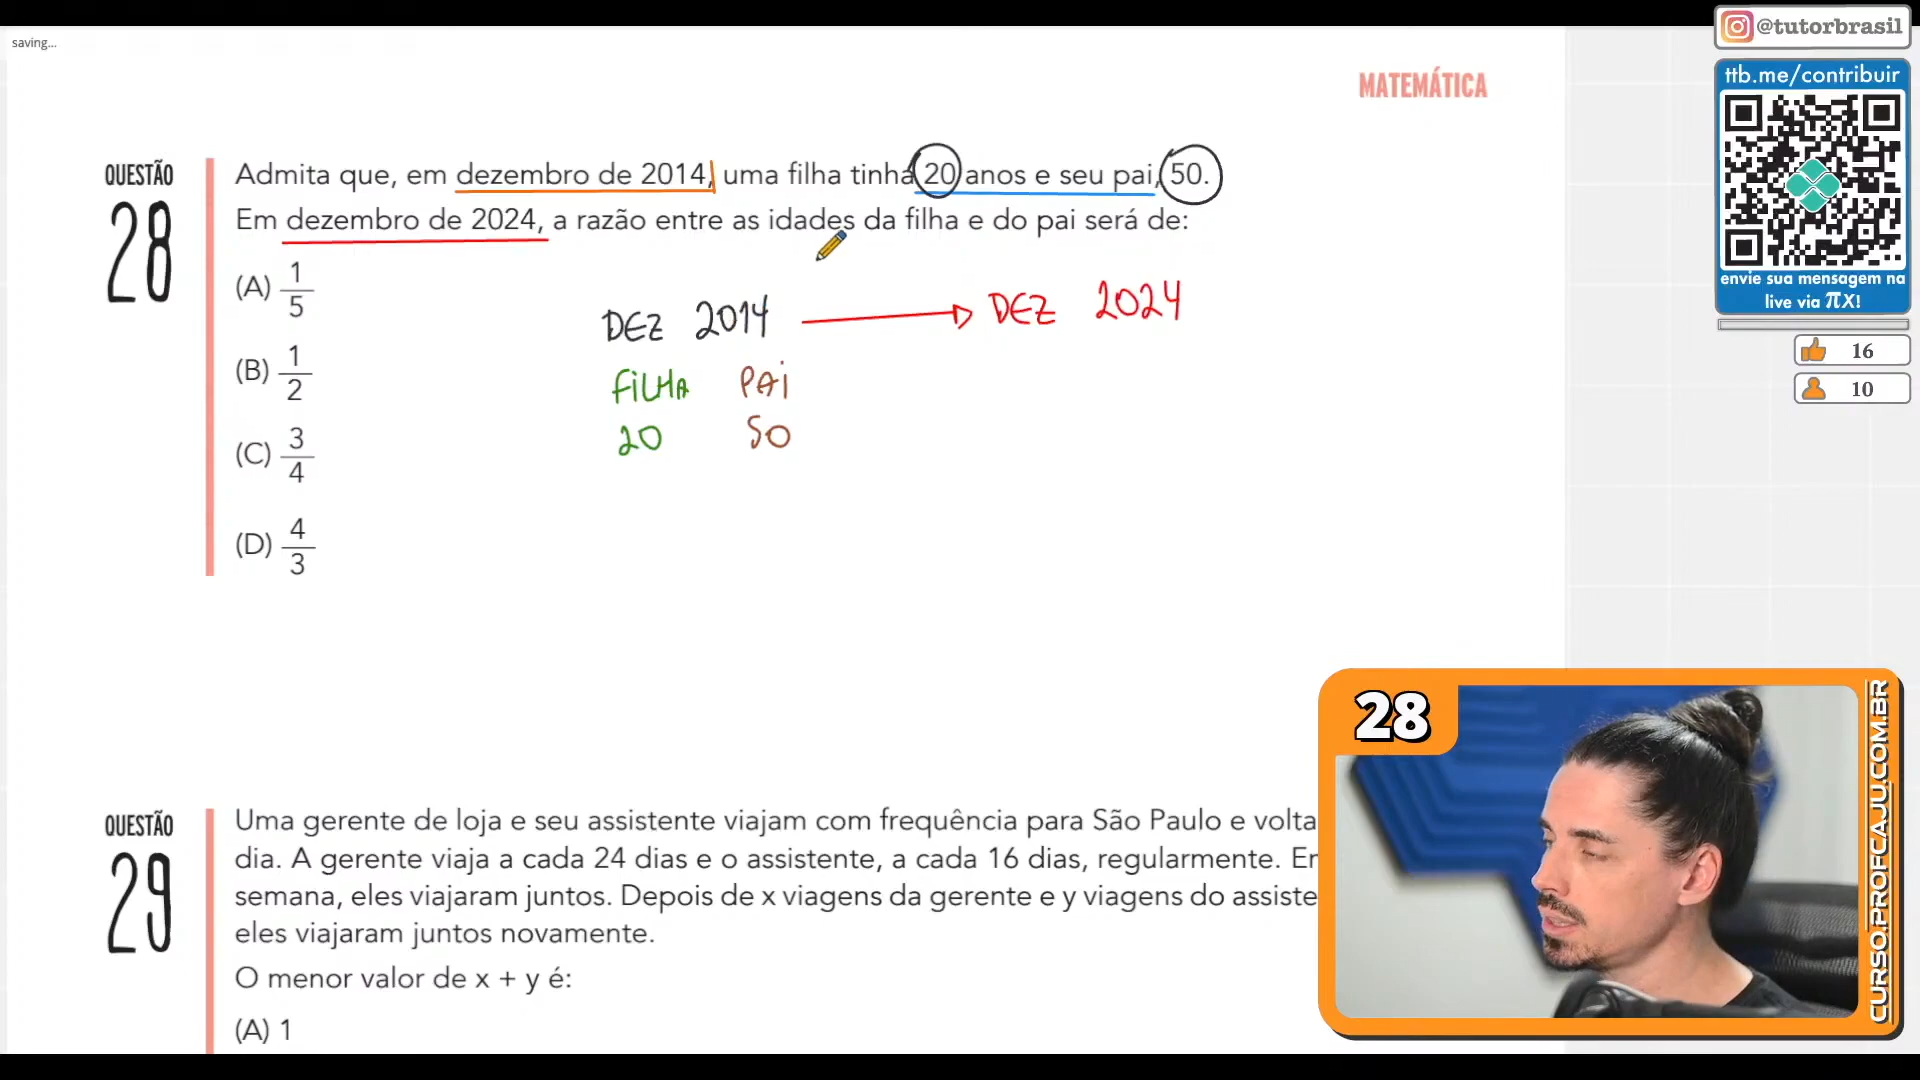 saving...
@tutorbrasil
ttb.me/contribuir
envie sua mensagem na
live via πX!
16
10
MATEMÁTICA
QUESTÃO
28
Admita que, em dezembro de 2014, uma filha tinha 20 anos e seu pai, 50.
Em dezembro de 2024, a razão entre as idades da filha e do pai será de:
(A) 1/5
(B) 1/2
(C) 3/4
(D) 4/3
DEZ 2014
DEZ 2024
FiLHA PAi
20 50
QUESTÃO
29
Uma gerente de loja e seu assistente viajam com frequência para São Paulo e volta
dia. A gerente viaja a cada 24 dias e o assistente, a cada 16 dias, regularmente.
semana, eles viajaram juntos. Depois de x viagens da gerente e y viagens do assiste
eles viajaram juntos novamente.
O menor valor de x + y é:
(A) 1
28
CURSO.PROFCAJU.COM.BR